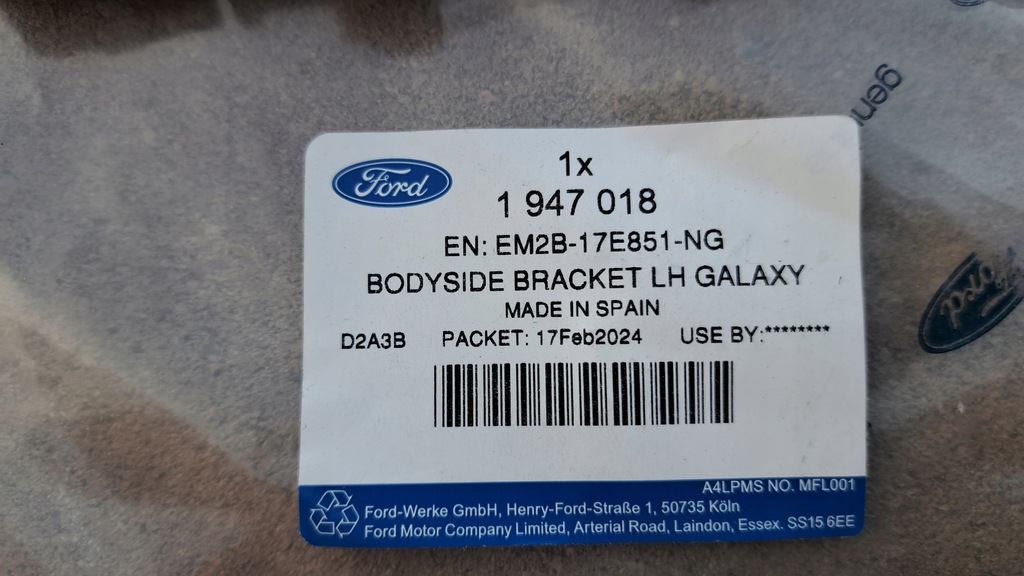 Ford
1x
1 947 018
EN: EM2B-17E851-NG
BODYSIDE BRACKET LH GALAXY
MADE IN SPAIN
D2A3B PACKET: 17Feb2024 USE BY:********
A4LPMS NO. MFL001
Ford-Werke GmbH, Henry-Ford-Straße 1, 50735 Köln
Ford Motor Company Limited, Arterial Road, Laindon, Essex. SS15 6EE
Ford